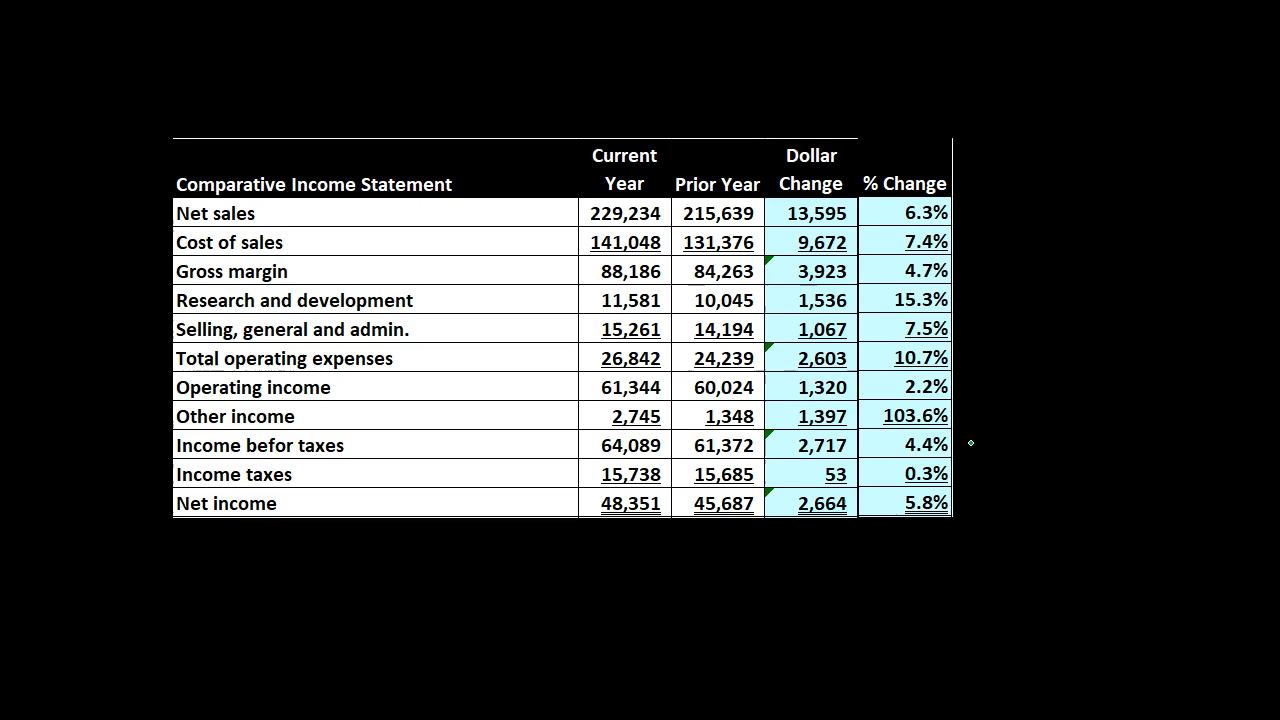 Current Dollar
Comparative Income Statement Year Prior Year Change % Change
Net sales 229,234 215,639 13,595 6.3%
Cost of sales 141,048 131,376 9,672 7.4%
Gross margin 88,186 84,263 3,923 4.7%
Research and development 11,581 10,045 1,536 15.3%
Selling, general and admin. 15,261 14,194 1,067 7.5%
Total operating expenses 26,842 24,239 2,603 10.7%
Operating income 61,344 60,024 1,320 2.2%
Other income 2,745 1,348 1,397 103.6%
Income befor taxes 64,089 61,372 2,717 4.4%
Income taxes 15,738 15,685 53 0.3%
Net income 48,351 45,687 2,664 5.8%